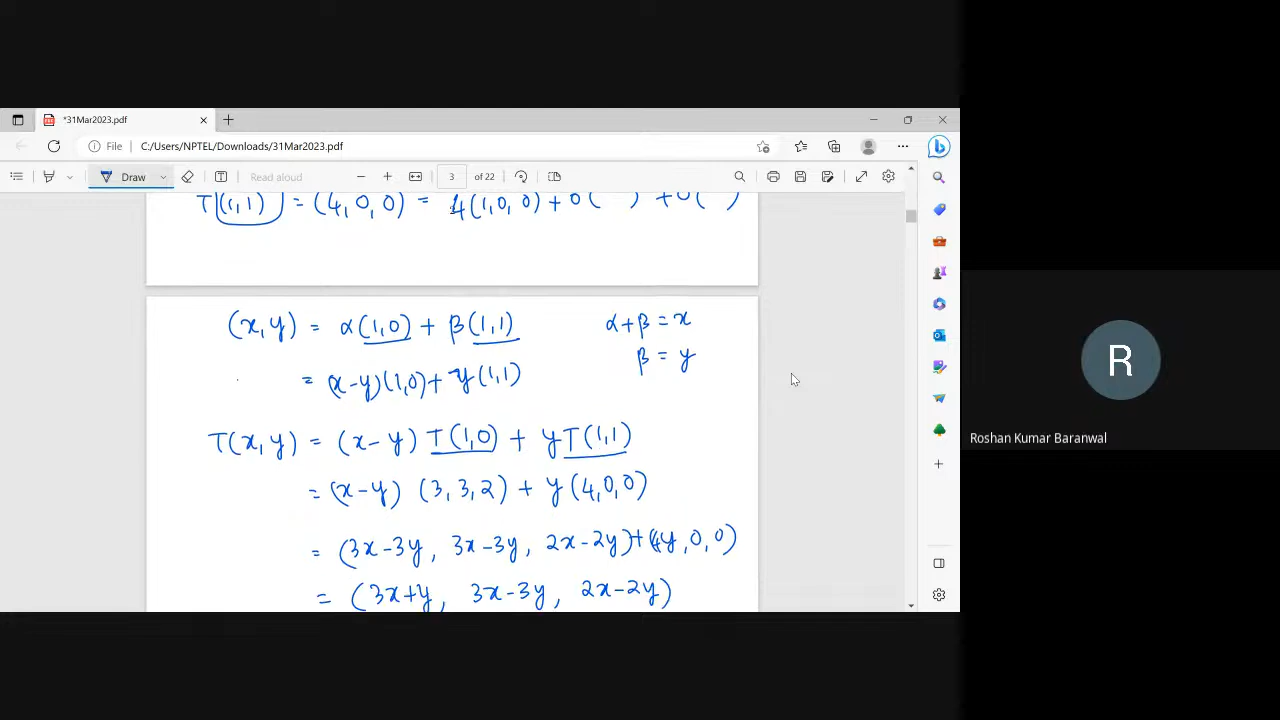 *31Mar2023.pdf
File C:/Users/NPTEL/Downloads/31Mar2023.pdf
Draw Read aloud 3 of 22
T(1,1) = (4,0,0) = 4(1,0,0) + 0( ) + 0( )
(x,y) = α(1,0) + β(1,1) α+β = x
β = y
= (x-y)(1,0) + y(1,1)
T(x,y) = (x-y) T(1,0) + y T(1,1)
= (x-y) (3,3,2) + y(4,0,0)
= (3x-3y, 3x-3y, 2x-2y) + (4y,0,0)
= (3x+y, 3x-3y, 2x-2y)
R
Roshan Kumar Baranwal